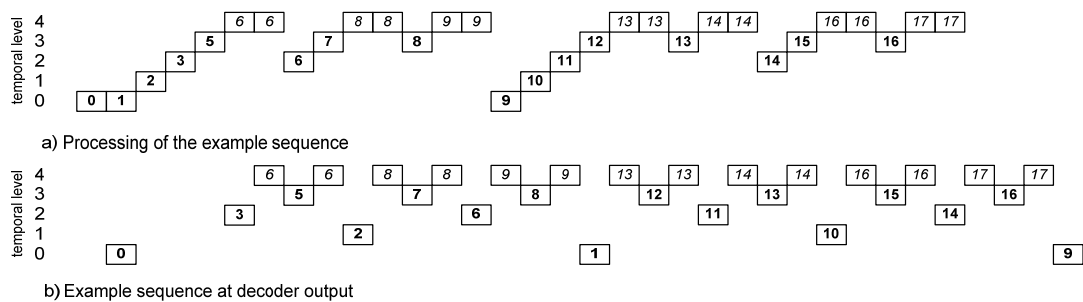 temporal level
4 6 6 8 8 9 9 13 13 14 14 16 16 17 17
3 5 7 8 12 13 15 16
2 3 6 11 14
1 2 10
0 0 1 9
a) Processing of the example sequence
temporal level
4 6 6 8 8 9 9 13 13 14 14 16 16 17 17
3 5 7 8 12 13 15 16
2 3 6 11 14
1 2 10
0 0 1 9
b) Example sequence at decoder output